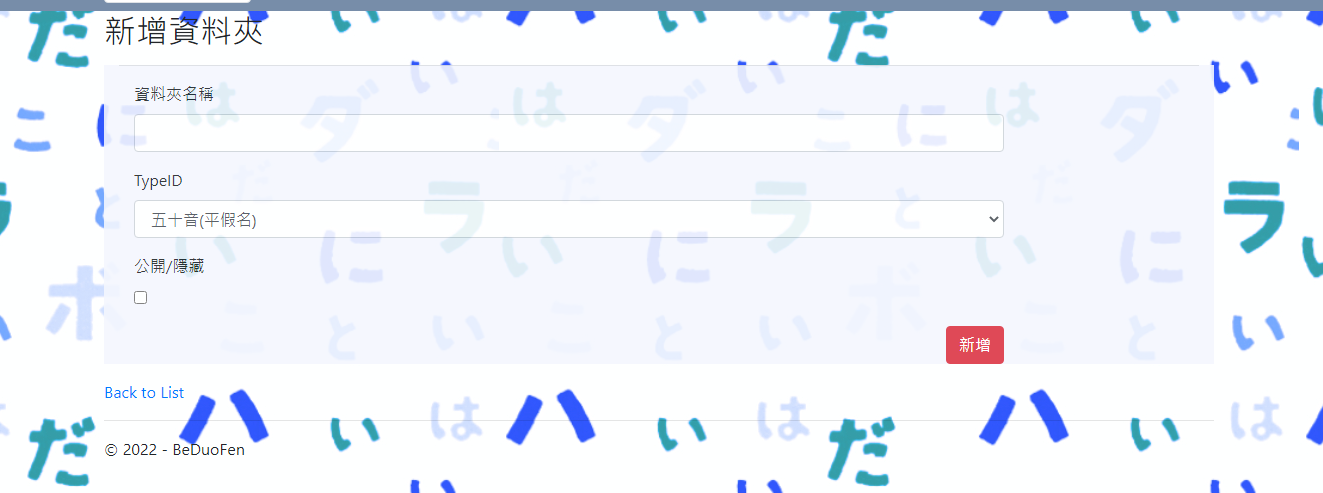 新增資料夾
資料夾名稱
TypeID
五十音(平假名)
公開/隱藏
新增
Back to List
© 2022 - BeDuoFen